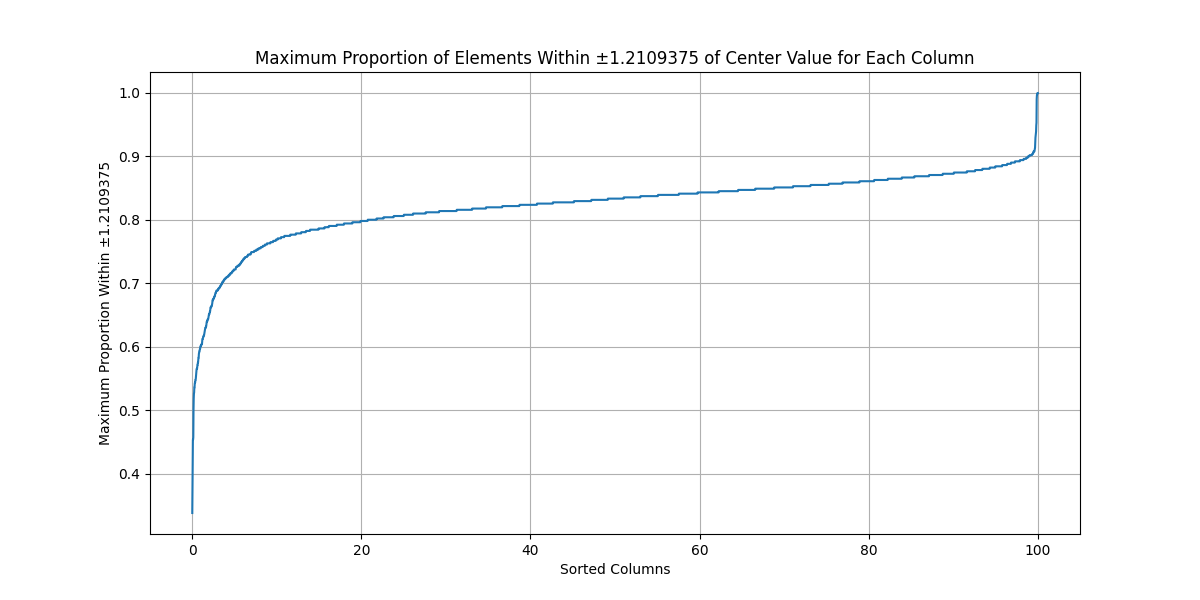 Maximum Proportion of Elements Within ±1.2109375 of Center Value for Each Column
Maximum Proportion Within ±1.2109375
1.0
0.9
0.8
0.7
0.6
0.5
0.4
0 20 40 60 80 100
Sorted Columns